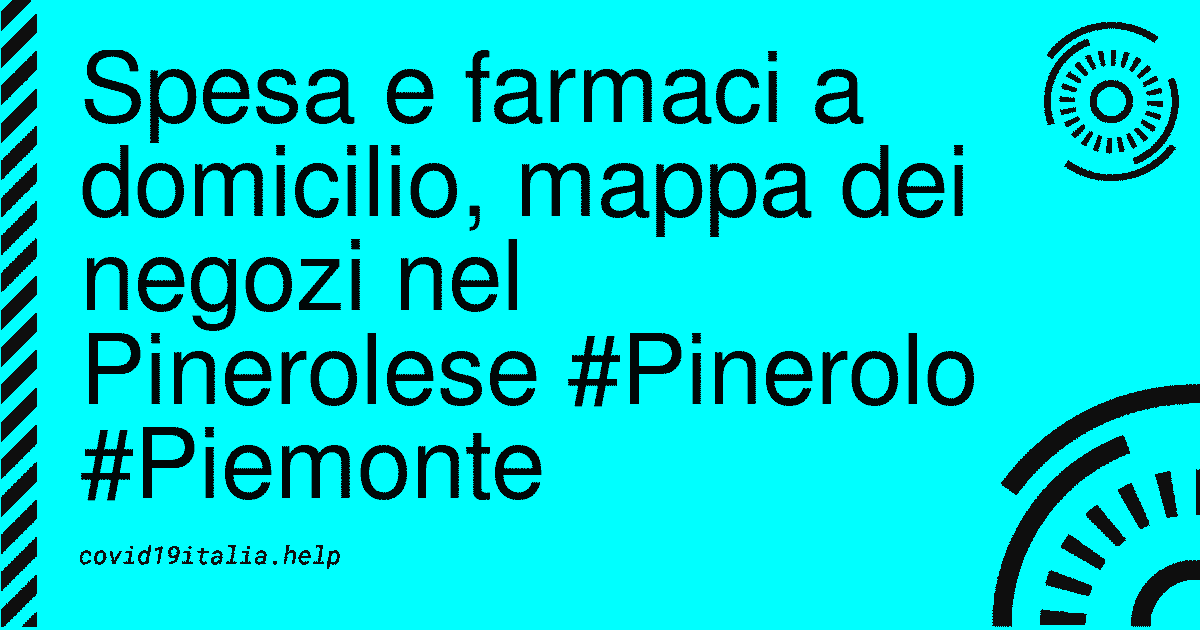 Spesa e farmaci a
domicilio, mappa dei
negozi nel
Pinerolese #Pinerolo
#Piemonte
covid19italia.help